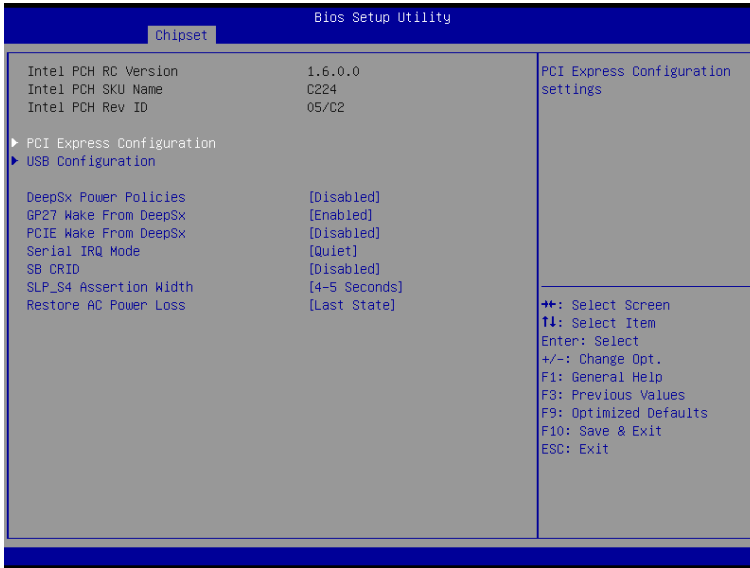 Bios Setup Utility
Chipset
Intel PCH RC Version 1.6.0.0
Intel PCH SKU Name C224
Intel PCH Rev ID 05/C2
PCI Express Configuration
USB Configuration
DeepSx Power Policies [Disabled]
GP27 Wake From DeepSx [Enabled]
PCIE Wake From DeepSx [Disabled]
Serial IRQ Mode [Quiet]
SB CRID [Disabled]
SLP_S4 Assertion Width [4-5 Seconds]
Restore AC Power Loss [Last State]
PCI Express Configuration
settings
→←: Select Screen
↑↓: Select Item
Enter: Select
+/-: Change Opt.
F1: General Help
F3: Previous Values
F9: Optimized Defaults
F10: Save & Exit
ESC: Exit